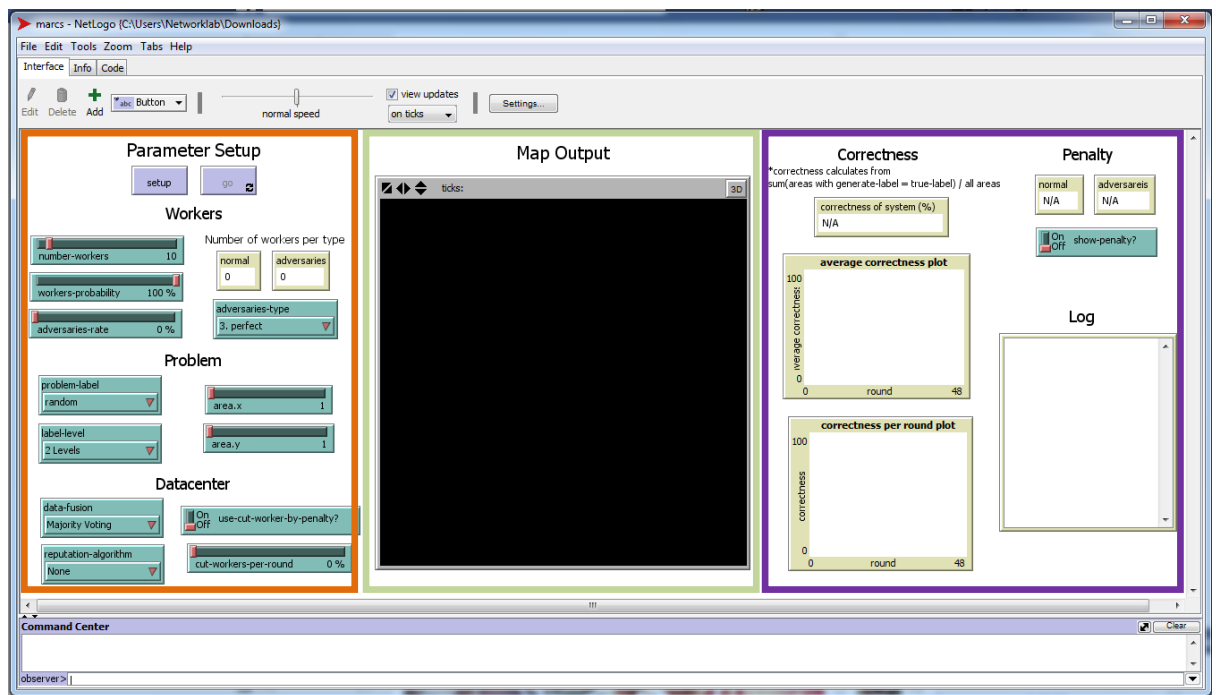 marcs - NetLogo {C:\Users\Networklab\Downloads}
File Edit Tools Zoom Tabs Help
Interface Info Code
Edit Delete Add abc Button normal speed view updates on ticks Settings...
Parameter Setup
setup go
Workers
number-workers 10
workers-probability 100 %
adversaries-rate 0 %
Number of workers per type
normal adversaries
0 0
adversaries-type
3. perfect
Problem
problem-label
random
label-level
2 Levels
area.x 1
area.y 1
Datacenter
data-fusion
Majority Voting
reputation-algorithm
None
On
Off
use-cut-worker-by-penalty?
cut-workers-per-round 0 %
Map Output
ticks: 3D
Correctness
*correctness calculates from
sum(areas with generate-label = true-label) / all areas
correctness of system (%)
N/A
average correctness plot
100
average correctness
0
0 round 48
correctness per round plot
100
correctness
0
0 round 48
Penalty
normal adversareis
N/A N/A
On
Off
show-penalty?
Log
Command Center Clear
observer>